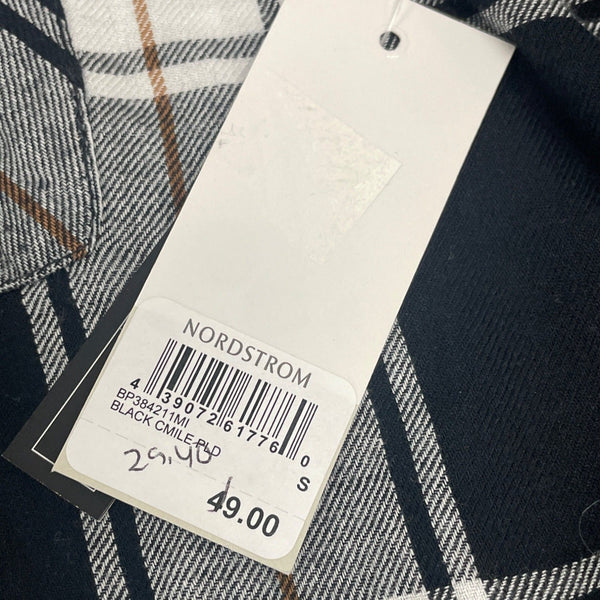 NORDSTROM
4 39072 61776 0
BP384211MI
BLACK CMILE PLD
29.40
S
49.00